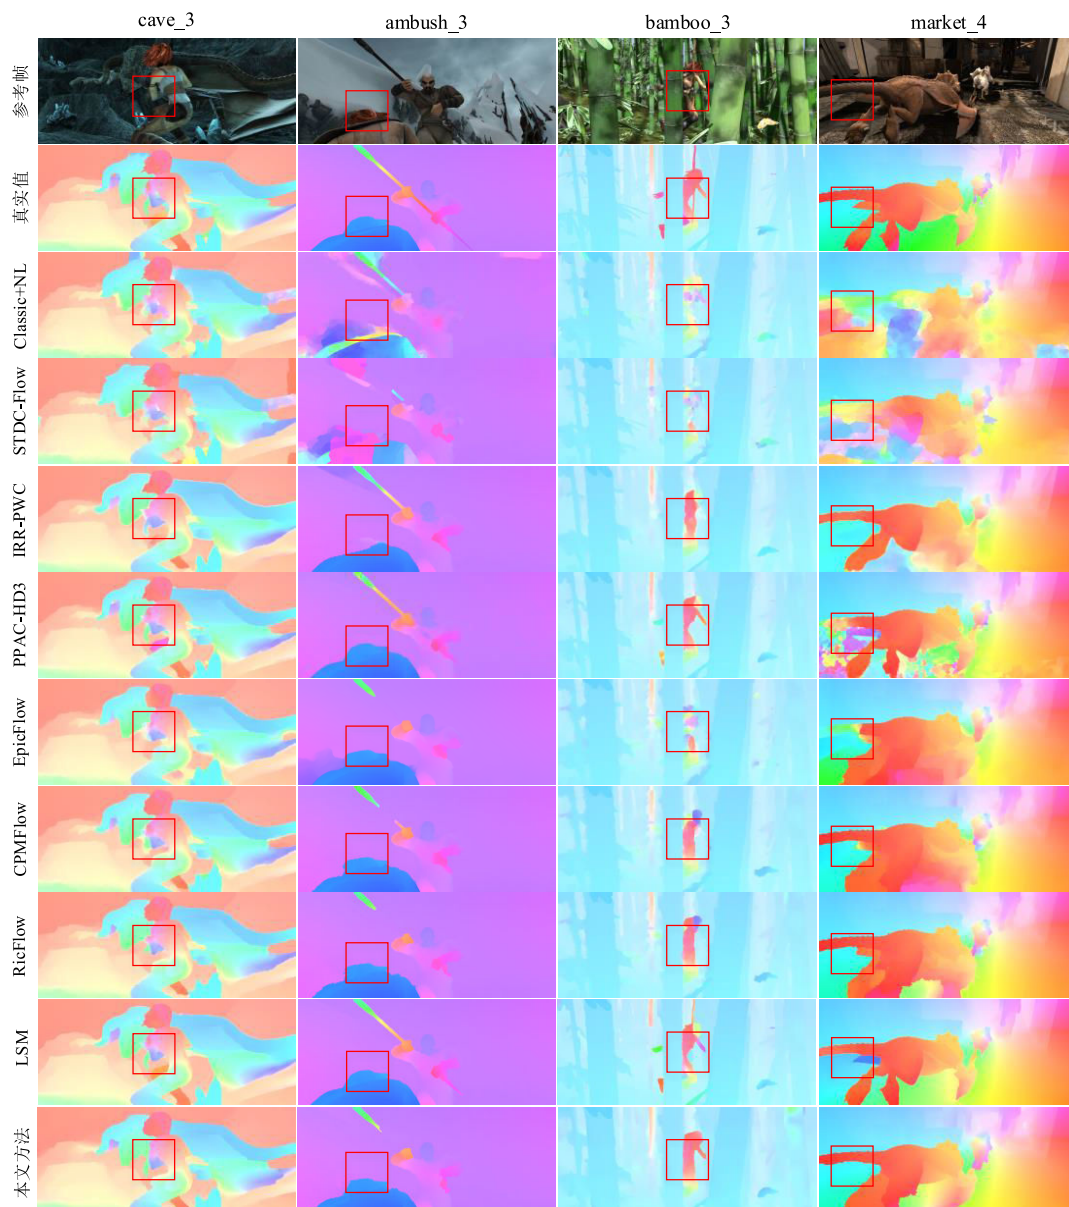 cave_3
ambush_3
bamboo_3
market_4
参考帧
真实值
Classic+NL
STDC-Flow
IRR-PWC
PPAC-HD3
EpicFlow
CPMFlow
RicFlow
LSM
本文方法